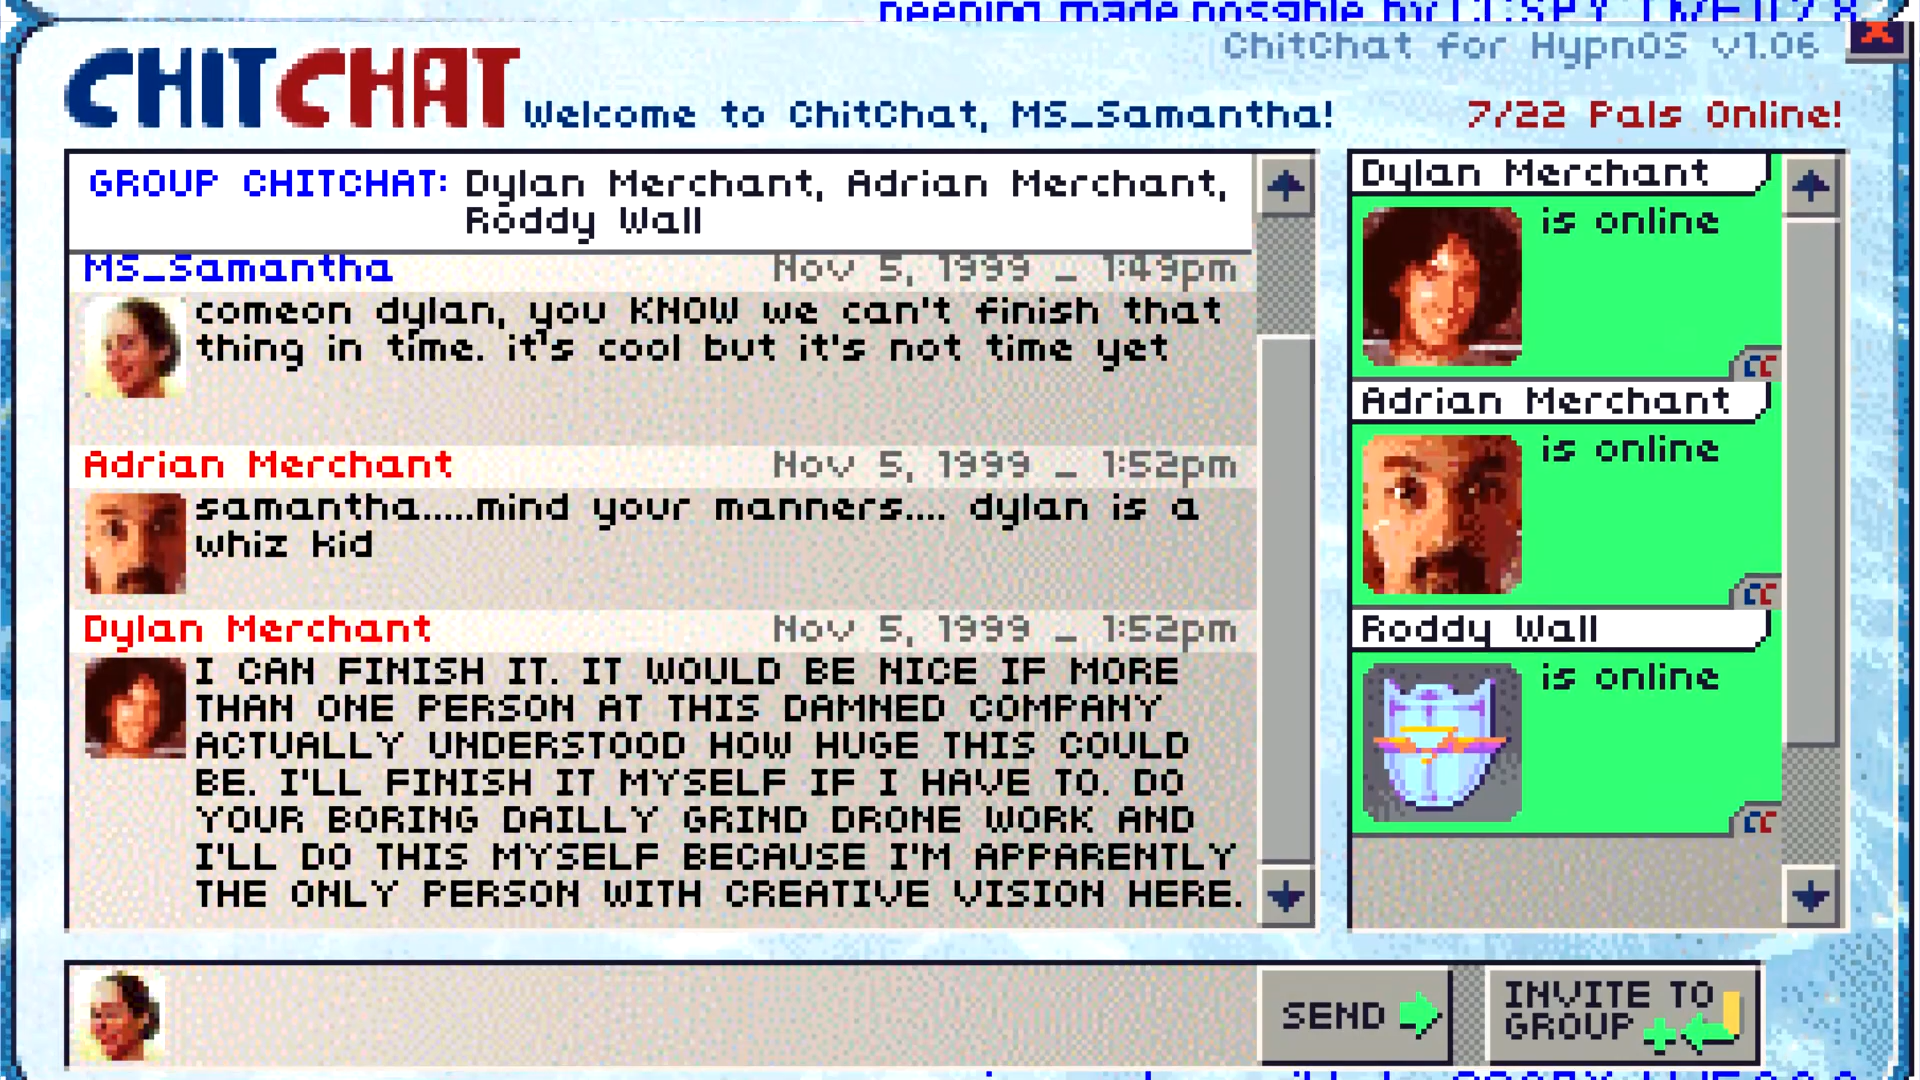 ChitChat for HypnOS v1.06
CHITCHAT
Welcome to ChitChat, MS_Samantha!
7/22 Pals Online!
GROUP CHITCHAT: Dylan Merchant, Adrian Merchant,
Roddy Wall
MS_Samantha Nov 5, 1999 - 1:49pm
comeon dylan, you KNOW we can't finish that
thing in time. it's cool but it's not time yet
Adrian Merchant Nov 5, 1999 - 1:52pm
samantha.....mind your manners.... dylan is a
whiz kid
Dylan Merchant Nov 5, 1999 - 1:52pm
I CAN FINISH IT. IT WOULD BE NICE IF MORE
THAN ONE PERSON AT THIS DAMNED COMPANY
ACTUALLY UNDERSTOOD HOW HUGE THIS COULD
BE. I'LL FINISH IT MYSELF IF I HAVE TO. DO
YOUR BORING DAILLY GRIND DRONE WORK AND
I'LL DO THIS MYSELF BECAUSE I'M APPARENTLY
THE ONLY PERSON WITH CREATIVE VISION HERE.
Dylan Merchant
is online
CC
Adrian Merchant
is online
CC
Roddy Wall
is online
CC
SEND
INVITE TO
GROUP